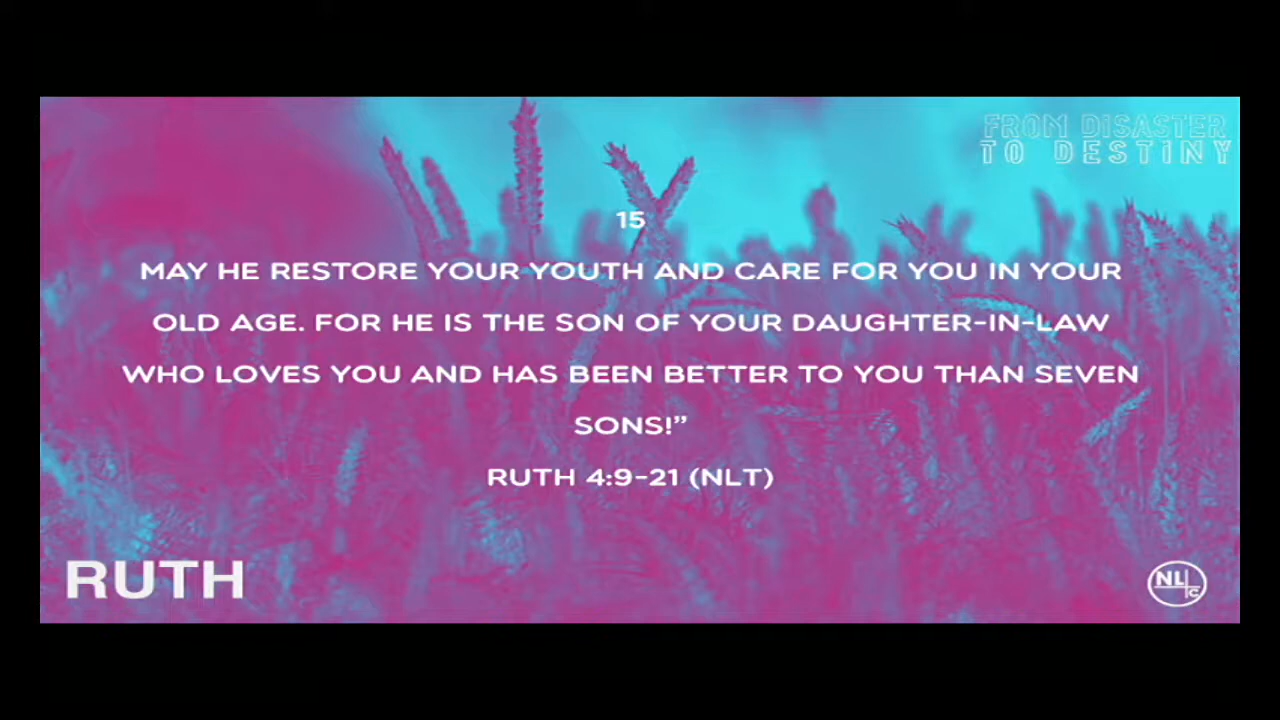 FROM DISASTER
TO DESTINY
15
MAY HE RESTORE YOUR YOUTH AND CARE FOR YOU IN YOUR
OLD AGE. FOR HE IS THE SON OF YOUR DAUGHTER-IN-LAW
WHO LOVES YOU AND HAS BEEN BETTER TO YOU THAN SEVEN
SONS!”
RUTH 4:9-21 (NLT)
RUTH
NLC